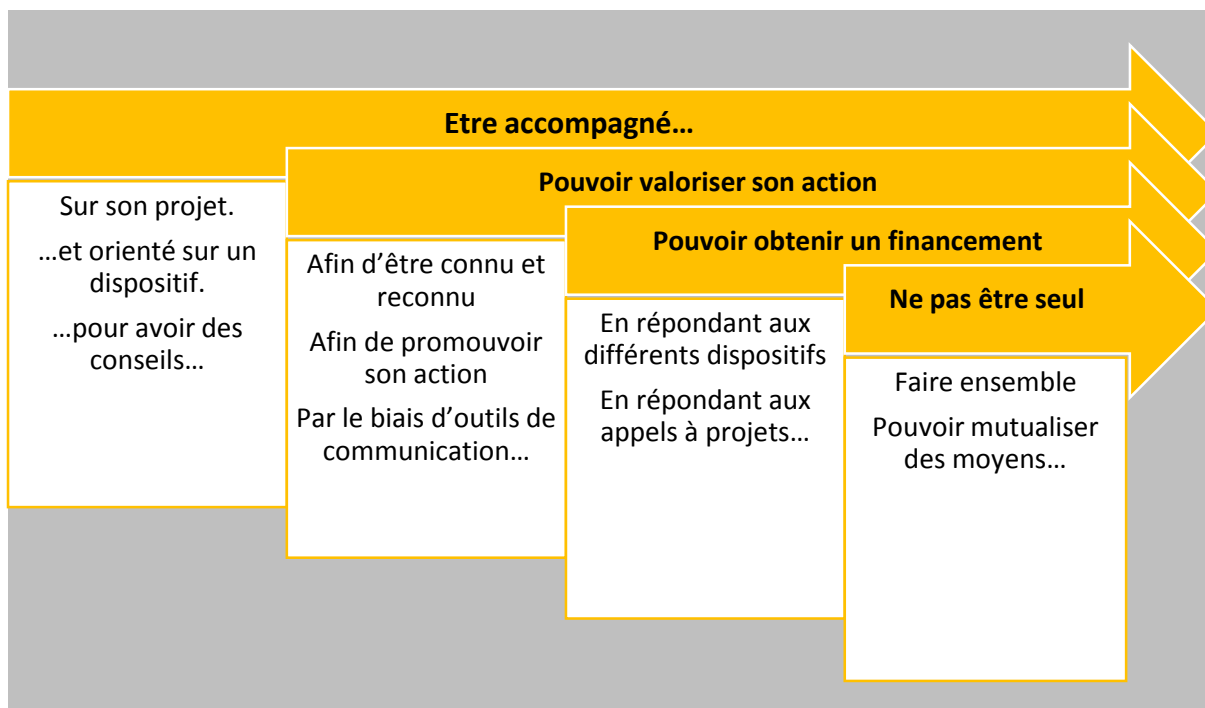 Etre accompagné…
Sur son projet.
…et orienté sur un
dispositif.
…pour avoir des
conseils…
Pouvoir valoriser son action
Afin d’être connu et
reconnu
Afin de promouvoir
son action
Par le biais d’outils de
communication…
Pouvoir obtenir un financement
En répondant aux
différents dispositifs
En répondant aux
appels à projets…
Ne pas être seul
Faire ensemble
Pouvoir mutualiser
des moyens…